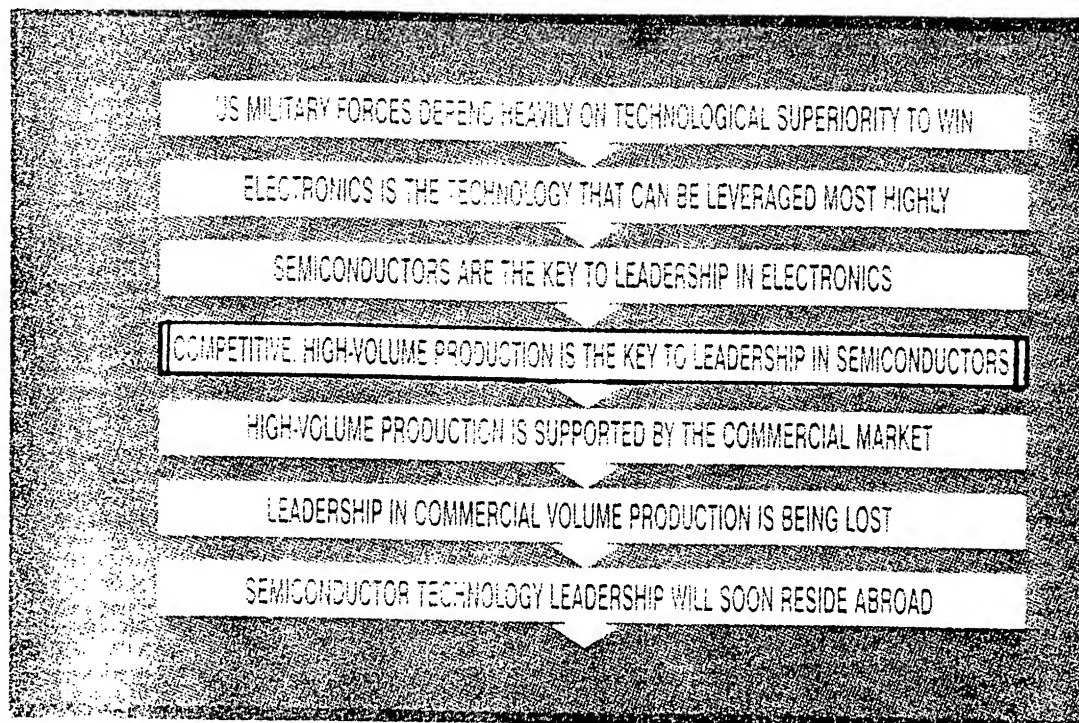 US MILITARY FORCES DEPEND HEAVILY ON TECHNOLOGICAL SUPERIORITY TO WIN
ELECTRONICS IS THE TECHNOLOGY THAT CAN BE LEVERAGED MOST HIGHLY
SEMICONDUCTORS ARE THE KEY TO LEADERSHIP IN ELECTRONICS
COMPETITIVE, HIGH-VOLUME PRODUCTION IS THE KEY TO LEADERSHIP IN SEMICONDUCTORS
HIGH-VOLUME PRODUCTION IS SUPPORTED BY THE COMMERCIAL MARKET
LEADERSHIP IN COMMERCIAL VOLUME PRODUCTION IS BEING LOST
SEMICONDUCTOR TECHNOLOGY LEADERSHIP WILL SOON RESIDE ABROAD